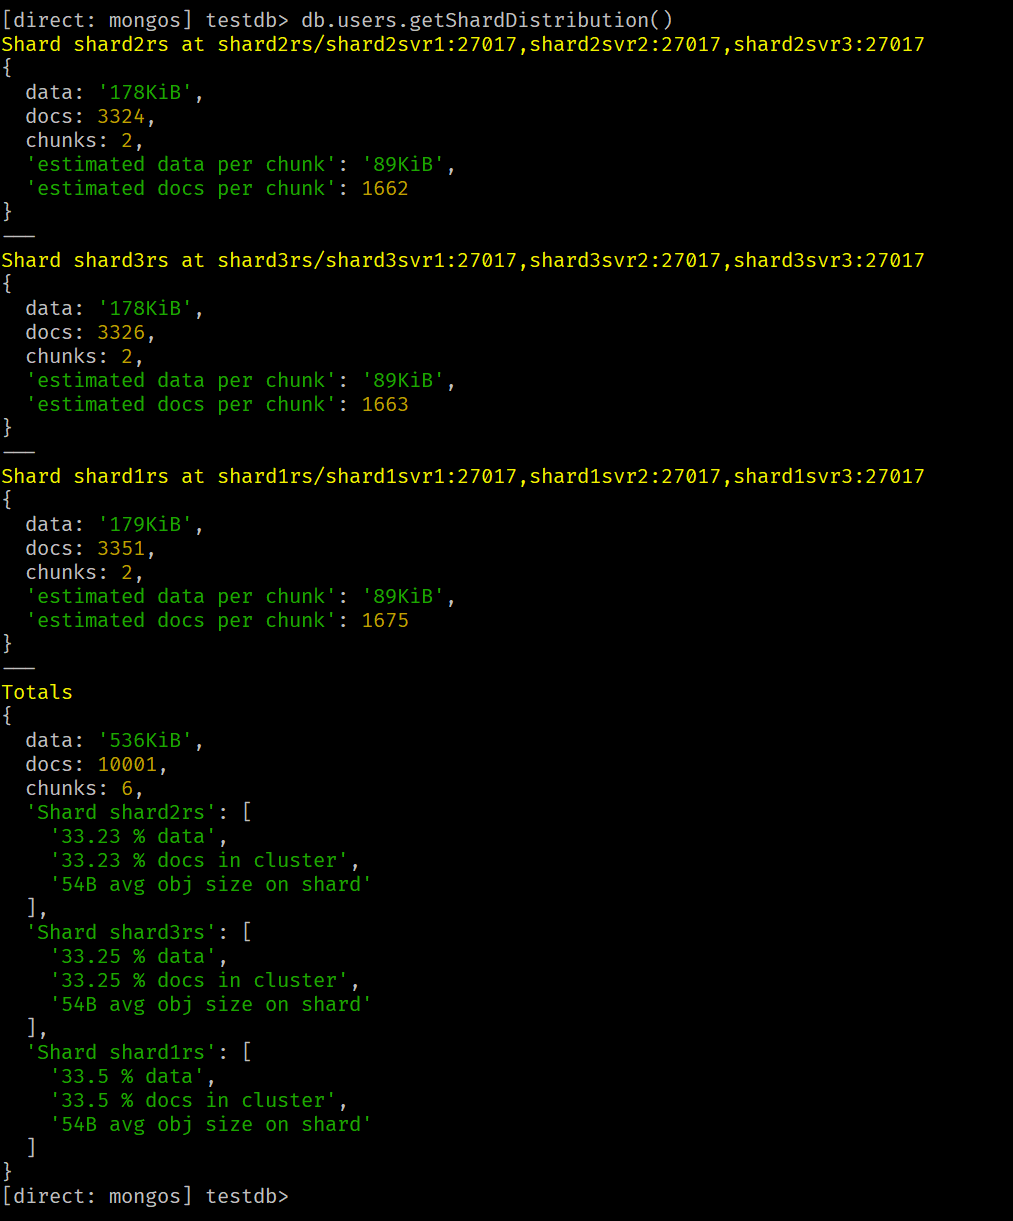 [direct: mongos] testdb> db.users.getShardDistribution()
Shard shard2rs at shard2rs/shard2svr1:27017,shard2svr2:27017,shard2svr3:27017
{
  data: '178KiB',
  docs: 3324,
  chunks: 2,
  'estimated data per chunk': '89KiB',
  'estimated docs per chunk': 1662
}
---
Shard shard3rs at shard3rs/shard3svr1:27017,shard3svr2:27017,shard3svr3:27017
{
  data: '178KiB',
  docs: 3326,
  chunks: 2,
  'estimated data per chunk': '89KiB',
  'estimated docs per chunk': 1663
}
---
Shard shard1rs at shard1rs/shard1svr1:27017,shard1svr2:27017,shard1svr3:27017
{
  data: '179KiB',
  docs: 3351,
  chunks: 2,
  'estimated data per chunk': '89KiB',
  'estimated docs per chunk': 1675
}
---
Totals
{
  data: '536KiB',
  docs: 10001,
  chunks: 6,
  'Shard shard2rs': [
    '33.23 % data',
    '33.23 % docs in cluster',
    '54B avg obj size on shard'
  ],
  'Shard shard3rs': [
    '33.25 % data',
    '33.25 % docs in cluster',
    '54B avg obj size on shard'
  ],
  'Shard shard1rs': [
    '33.5 % data',
    '33.5 % docs in cluster',
    '54B avg obj size on shard'
  ]
}
[direct: mongos] testdb>